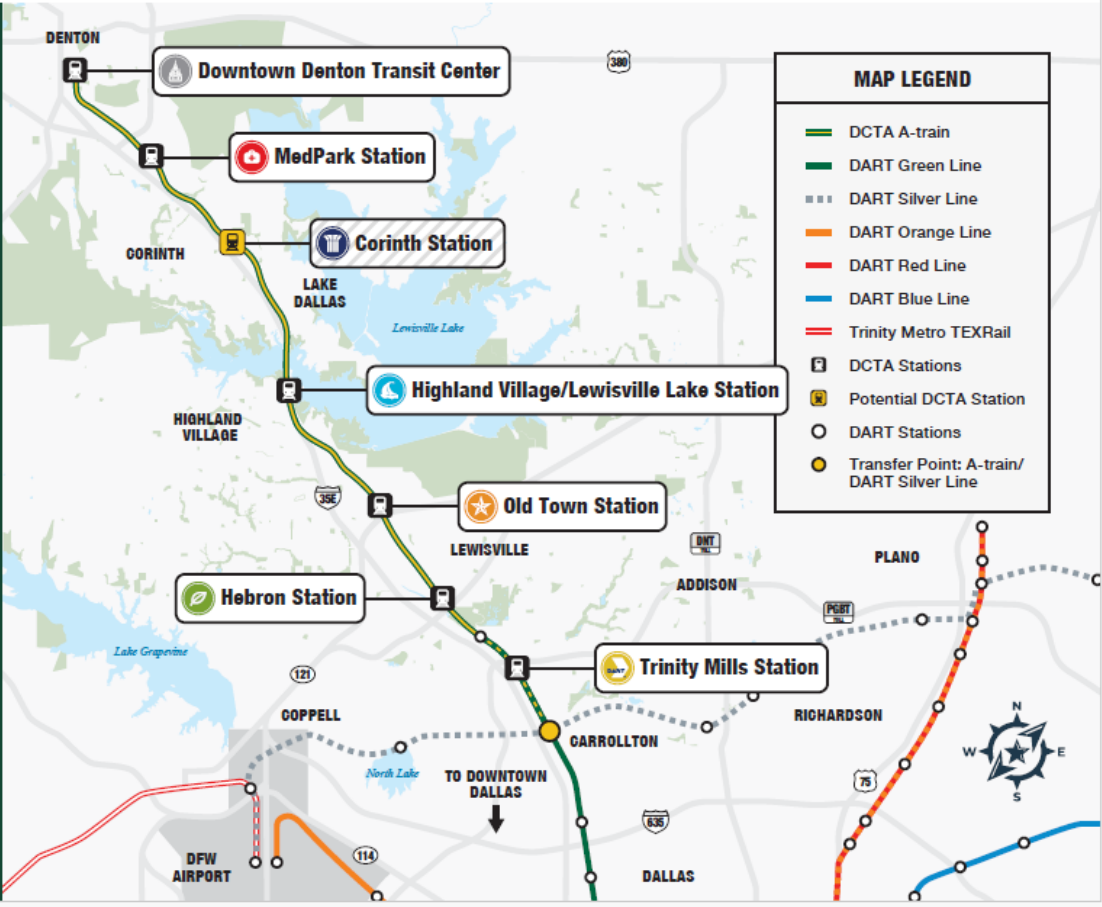 DENTON
Downtown Denton Transit Center
380
MAP LEGEND
DCTA A-train
DART Green Line
DART Silver Line
DART Orange Line
DART Red Line
DART Blue Line
Trinity Metro TEXRail
DCTA Stations
Potential DCTA Station
DART Stations
Transfer Point: A-train/
DART Silver Line
MedPark Station
CORINTH
Corinth Station
LAKE
DALLAS
Lewisville Lake
Highland Village/Lewisville Lake Station
HIGHLAND
VILLAGE
35E
Old Town Station
LEWISVILLE
DNT
TOLL
ADDISON
PLANO
Hebron Station
PGBT
TOLL
Lake Grapevine
121
DART
Trinity Mills Station
COPPELL
RICHARDSON
CARROLLTON
N
W
E
S
North Lake
TO DOWNTOWN
DALLAS
75
635
DFW
AIRPORT
114
DALLAS